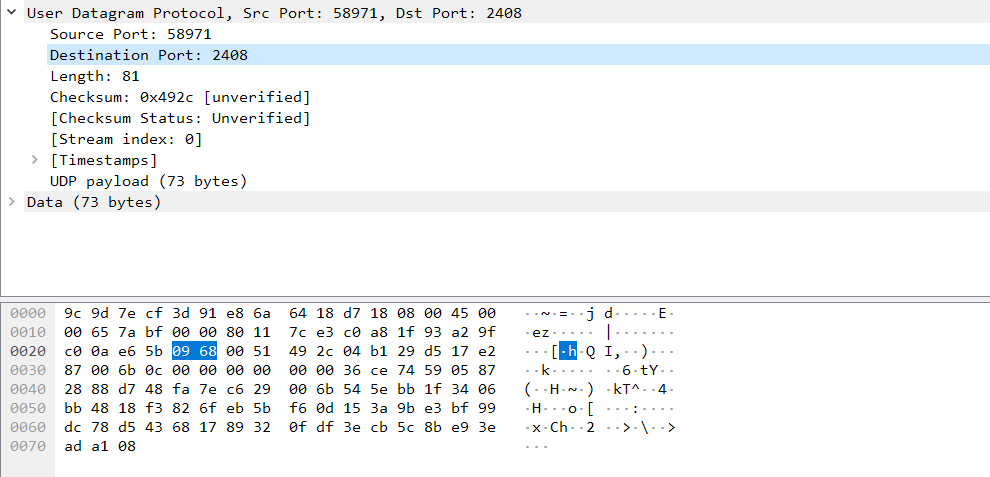 User Datagram Protocol, Src Port: 58971, Dst Port: 2408
Source Port: 58971
Destination Port: 2408
Length: 81
Checksum: 0x492c [unverified]
[Checksum Status: Unverified]
[Stream index: 0]
[Timestamps]
UDP payload (73 bytes)
Data (73 bytes)
0000 9c 9d 7e cf 3d 91 e8 6a 64 18 d7 18 08 00 45 00 ··~·=··j d·····E·
0010 00 65 7a bf 00 00 80 11 7c e3 c0 a8 1f 93 a2 9f ·ez····· |·······
0020 c0 0a e6 5b 09 68 00 51 49 2c 04 b1 29 d5 17 e2 ···[·h·Q I,··)···
0030 87 00 6b 0c 00 00 00 00 00 00 36 ce 74 59 05 87 ··k····· ··6·tY··
0040 28 88 d7 48 fa 7e c6 29 00 6b 54 5e bb 1f 34 06 (··H·~·) ·kT^··4·
0050 bb 48 18 f3 82 6f eb 5b f6 0d 15 3a 9b e3 bf 99 ·H···o·[ ···:····
0060 dc 78 d5 43 68 17 89 32 0f df 3e cb 5c 8b e9 3e ·x·Ch··2 ··>·\··>
0070 ad a1 08 ···